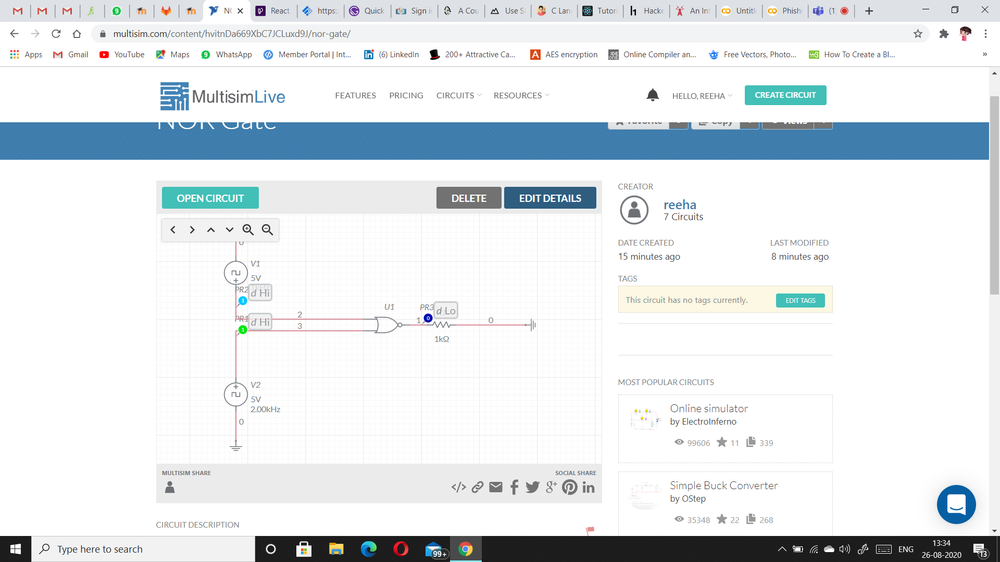 NC
React
https:/
Quick
Sign i
A Cou
Use S
C Lan
Tutori
Hacke
An Int
Untitl
Phishi
(1
multisim.com/content/hvitnDa669XbC7JCLuxd9J/nor-gate/
Apps
Gmail
YouTube
Maps
WhatsApp
Member Portal | Int...
(6) LinkedIn
200+ Attractive Ca...
AES encryption
Online Compiler an...
Free Vectors, Photo...
How To Create a Bl...
»
MultisimLive
FEATURES
PRICING
CIRCUITS
RESOURCES
HELLO, REEHA
CREATE CIRCUIT
NOR Gate
Favorite
Copy
Views
OPEN CIRCUIT
DELETE
EDIT DETAILS
0
V1
5V
1kHz
PR2
d Hi
1
PR1
d Hi
1
2
3
U1
PR3
d Lo
1
0
0
1kΩ
V2
5V
2.00kHz
0
MULTISIM SHARE
SOCIAL SHARE
CIRCUIT DESCRIPTION
CREATOR
reeha
7 Circuits
DATE CREATED
15 minutes ago
LAST MODIFIED
8 minutes ago
TAGS
This circuit has no tags currently.
EDIT TAGS
MOST POPULAR CIRCUITS
Online simulator
by ElectroInferno
99606
11
339
Simple Buck Converter
by OStep
35348
22
268
Type here to search
99+
ENG
13:34
26-08-2020
13